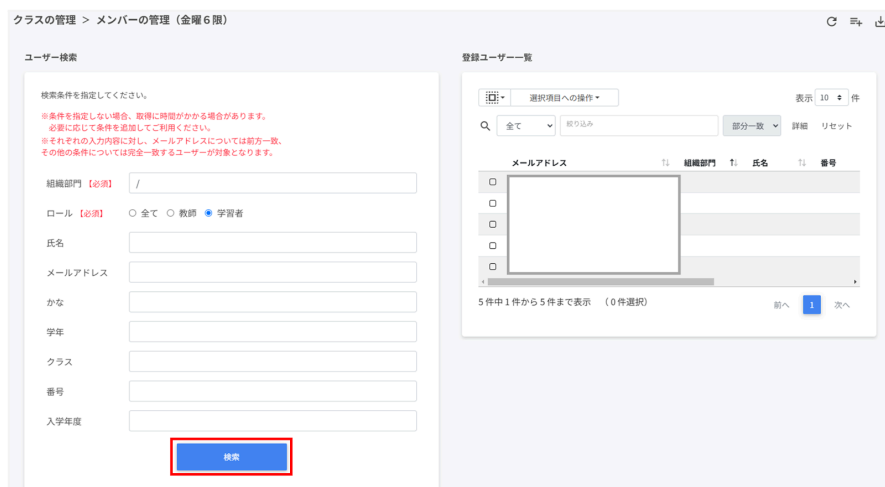 クラスの管理 > メンバーの管理（金曜６限）
ユーザー検索
検索条件を指定してください。
※条件を指定しない場合、取得に時間がかかる場合があります。
必要に応じて条件を追加してご利用ください。
※それぞれの入力内容に対し、メールアドレスについては前方一致、
その他の条件については完全一致するユーザーが対象となります。
組織部門 【必須】 /
ロール 【必須】 全て 教師 学習者
氏名
メールアドレス
かな
学年
クラス
番号
入学年度
検索
登録ユーザー一覧
選択項目への操作 表示 10 件
全て 絞り込み 部分一致 詳細 リセット
メールアドレス 組織部門 氏名 番号
5 件中 1 件から 5 件まで表示 （ 0 件選択） 前へ 1 次へ